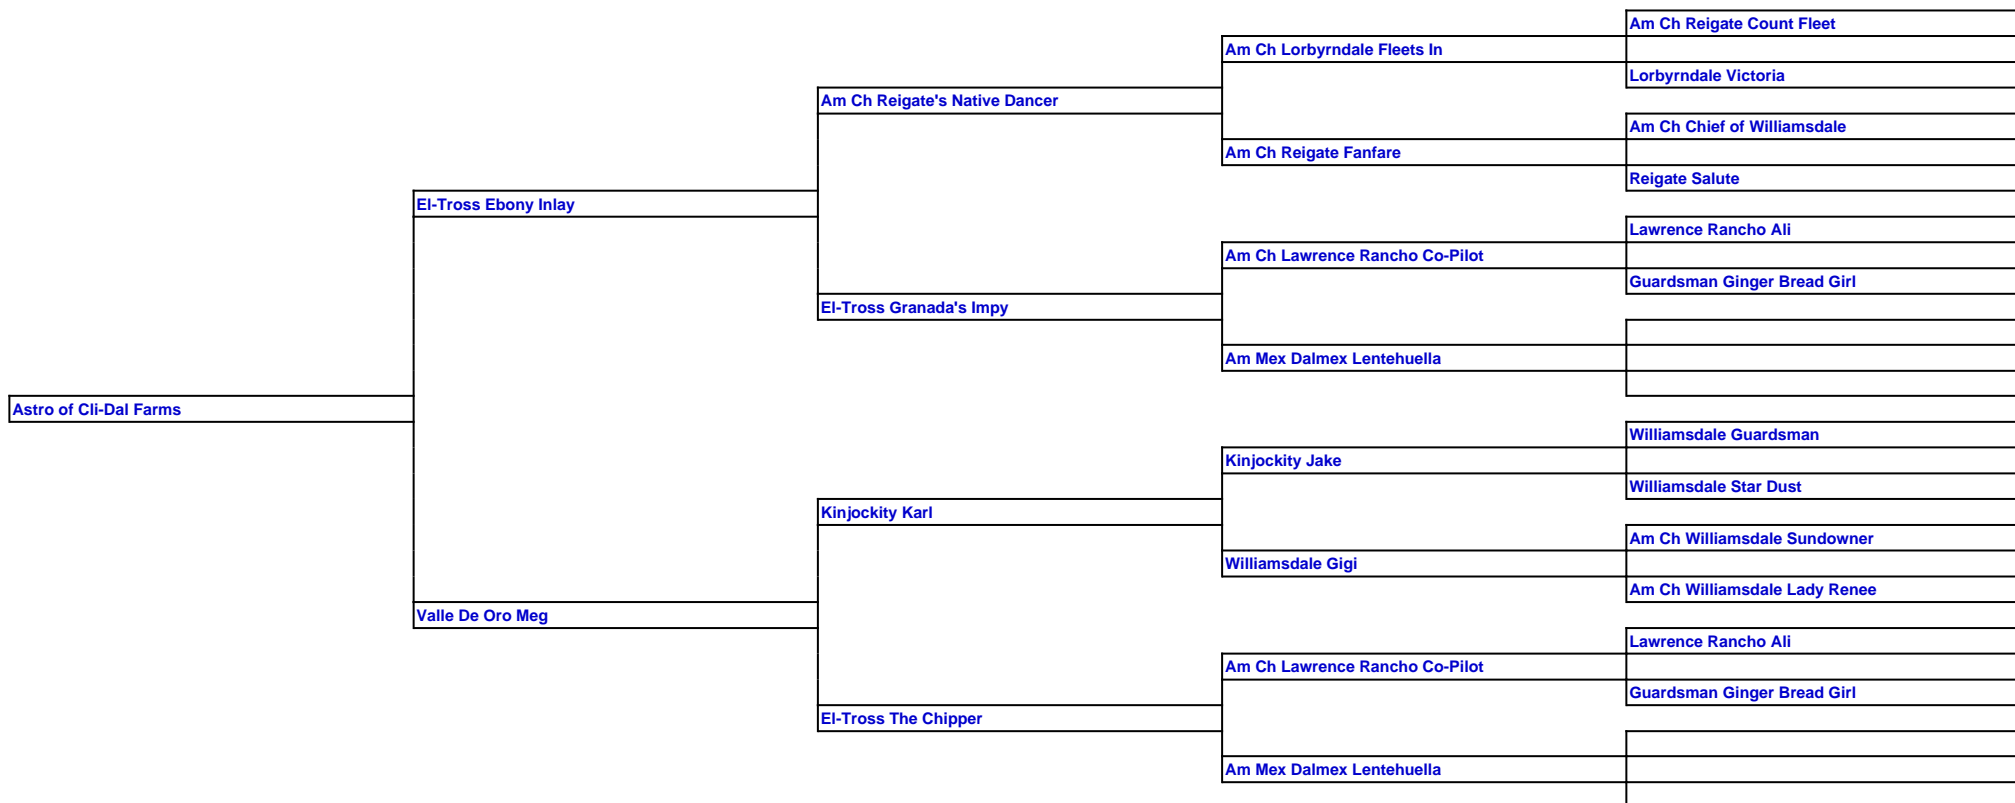 Am Ch Reigate Count Fleet
Am Ch Lorbyrndale Fleets In
Lorbyrndale Victoria
Am Ch Reigate's Native Dancer
Am Ch Chief of Williamsdale
Am Ch Reigate Fanfare
Reigate Salute
El-Tross Ebony Inlay
Lawrence Rancho Ali
Am Ch Lawrence Rancho Co-Pilot
Guardsman Ginger Bread Girl
El-Tross Granada's Impy
Am Mex Dalmex Lentehuella
Astro of Cli-Dal Farms
Williamsdale Guardsman
Kinjockity Jake
Williamsdale Star Dust
Kinjockity Karl
Am Ch Williamsdale Sundowner
Williamsdale Gigi
Am Ch Williamsdale Lady Renee
Valle De Oro Meg
Lawrence Rancho Ali
Am Ch Lawrence Rancho Co-Pilot
Guardsman Ginger Bread Girl
El-Tross The Chipper
Am Mex Dalmex Lentehuella